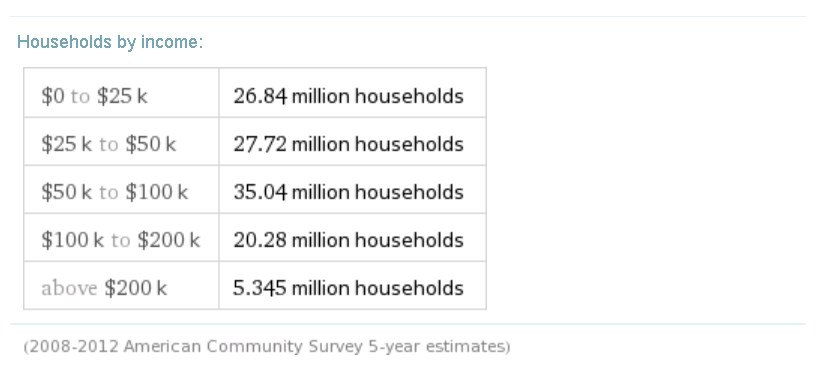 Households by income:
$0 to $25 k 26.84 million households
$25 k to $50 k 27.72 million households
$50 k to $100 k 35.04 million households
$100 k to $200 k 20.28 million households
above $200 k 5.345 million households
(2008-2012 American Community Survey 5-year estimates)